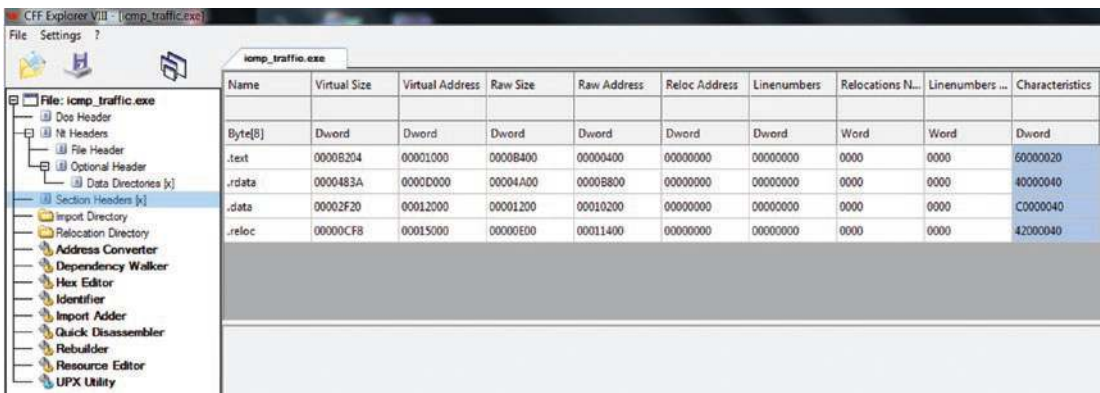 CFF Explorer VIII - [icmp_traffic.exe]
File Settings ?
icmp_traffic.exe
Name Virtual Size Virtual Address Raw Size Raw Address Reloc Address Linenumbers Relocations N... Linenumbers ... Characteristics
Byte[8] Dword Dword Dword Dword Dword Dword Word Word Dword
.text 0000B204 00001000 0000B400 00000400 00000000 00000000 0000 0000 60000020
.rdata 0000483A 0000D000 00004A00 0000B800 00000000 00000000 0000 0000 40000040
.data 00002F20 00012000 00001200 00010200 00000000 00000000 0000 0000 C0000040
.reloc 00000CF8 00015000 00000E00 00011400 00000000 00000000 0000 0000 42000040
File: icmp_traffic.exe
Dos Header
Nt Headers
File Header
Optional Header
Data Directories [x]
Section Headers [x]
Import Directory
Relocation Directory
Address Converter
Dependency Walker
Hex Editor
Identifier
Import Adder
Quick Disassembler
Rebuilder
Resource Editor
UPX Utility